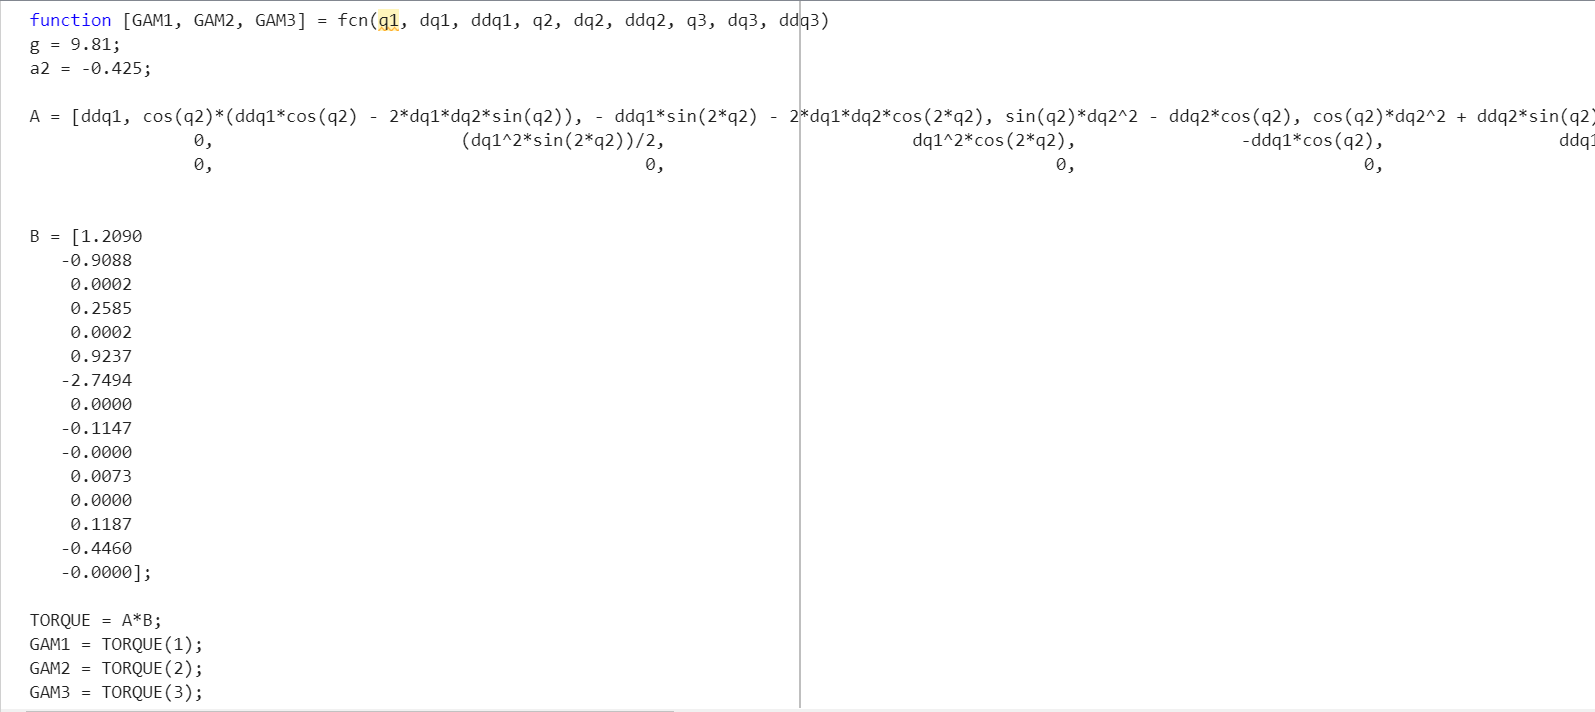 function [GAM1, GAM2, GAM3] = fcn(q1, dq1, ddq1, q2, dq2, ddq2, q3, dq3, ddq3)
g = 9.81;
a2 = -0.425;
A = [ddq1, cos(q2)*(ddq1*cos(q2) - 2*dq1*dq2*sin(q2)), - ddq1*sin(2*q2) - 2*dq1*dq2*cos(2*q2), sin(q2)*dq2^2 - ddq2*cos(q2), cos(q2)*dq2^2 + ddq2*sin(q2)
0, (dq1^2*sin(2*q2))/2, dq1^2*cos(2*q2), -ddq1*cos(q2), ddq1
0, 0, 0, 0,
B = [1.2090
-0.9088
0.0002
0.2585
0.0002
0.9237
-2.7494
0.0000
-0.1147
-0.0000
0.0073
0.0000
0.1187
-0.4460
-0.0000];
TORQUE = A*B;
GAM1 = TORQUE(1);
GAM2 = TORQUE(2);
GAM3 = TORQUE(3);